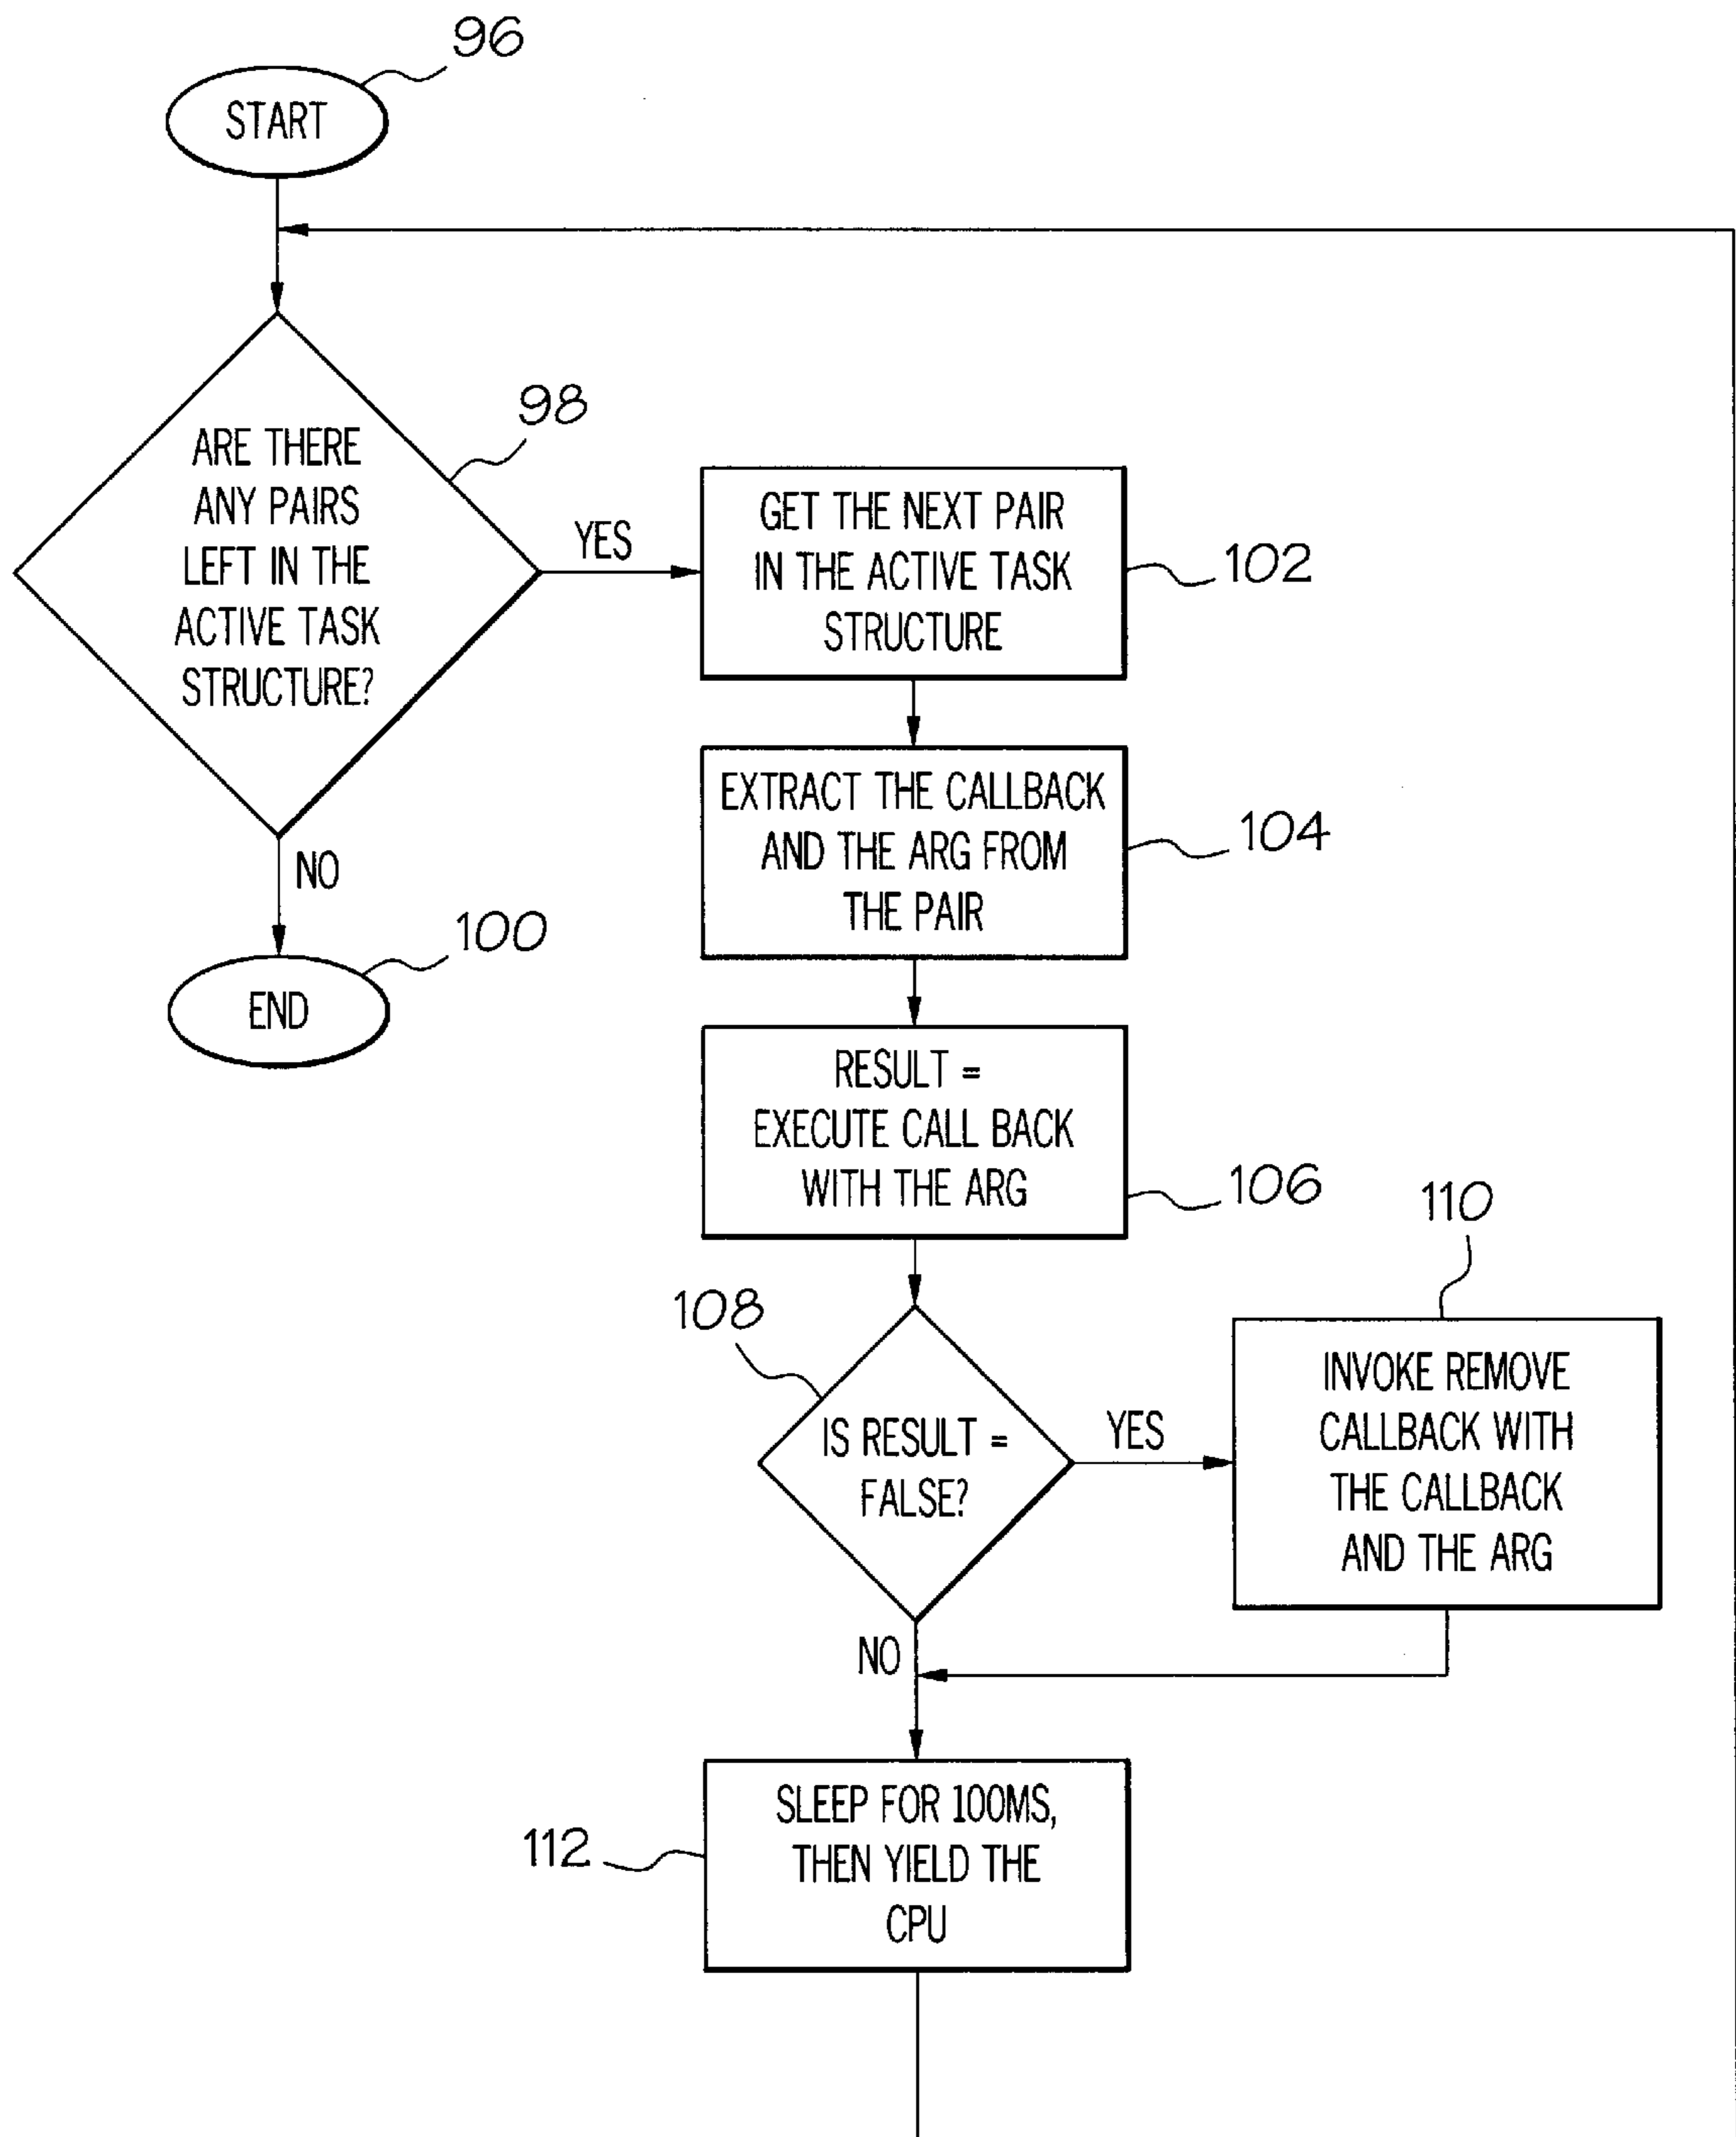 96
START
98
ARE THERE
ANY PAIRS
LEFT IN THE
ACTIVE TASK
STRUCTURE?
YES
NO
100
END
GET THE NEXT PAIR
IN THE ACTIVE TASK
STRUCTURE
102
EXTRACT THE CALLBACK
AND THE ARG FROM
THE PAIR
104
RESULT =
EXECUTE CALL BACK
WITH THE ARG
106
108
IS RESULT =
FALSE?
YES
NO
110
INVOKE REMOVE
CALLBACK WITH
THE CALLBACK
AND THE ARG
SLEEP FOR 100MS,
THEN YIELD THE
CPU
112